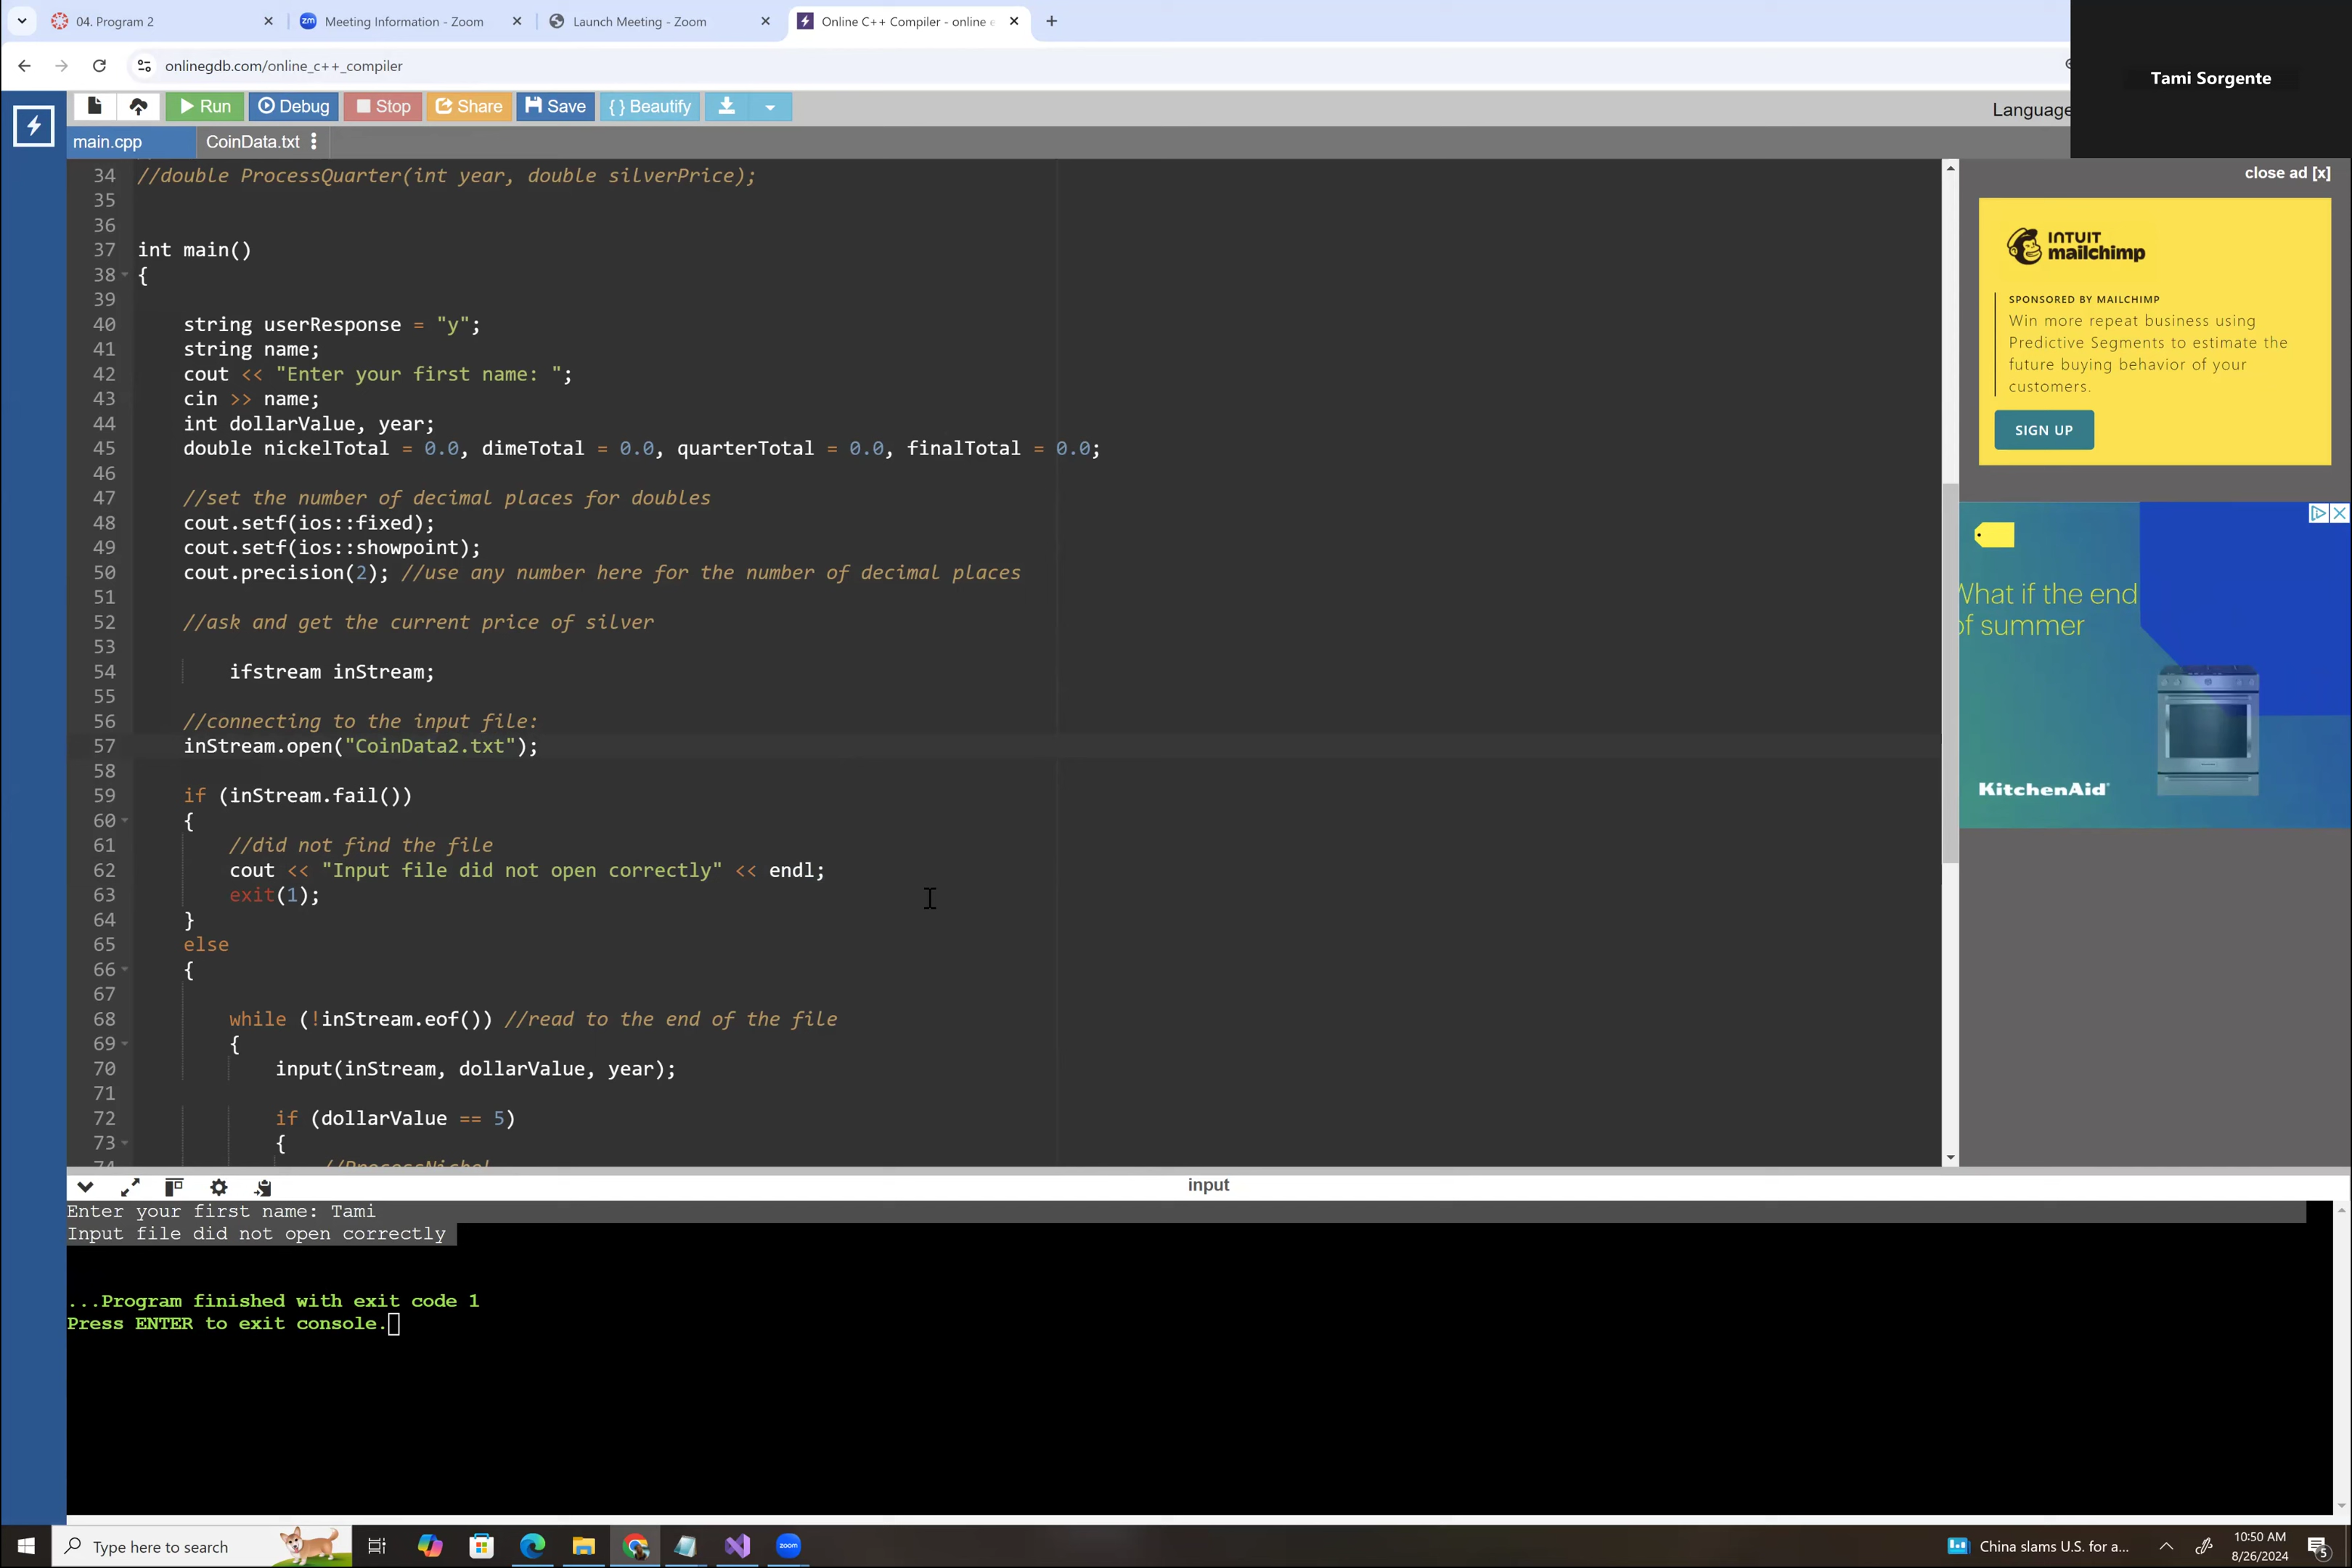 04. Program 2
Meeting Information - Zoom
Launch Meeting - Zoom
Online C++ Compiler - online e
onlinegdb.com/online_c++_compiler
Tami Sorgente
Run
Debug
Stop
Share
Save
{ } Beautify
Language
main.cpp
CoinData.txt
34 //double ProcessQuarter(int year, double silverPrice);
35
36
37 int main()
38 {
39
40 string userResponse = "y";
41 string name;
42 cout << "Enter your first name: ";
43 cin >> name;
44 int dollarValue, year;
45 double nickelTotal = 0.0, dimeTotal = 0.0, quarterTotal = 0.0, finalTotal = 0.0;
46
47 //set the number of decimal places for doubles
48 cout.setf(ios::fixed);
49 cout.setf(ios::showpoint);
50 cout.precision(2); //use any number here for the number of decimal places
51
52 //ask and get the current price of silver
53
54 ifstream inStream;
55
56 //connecting to the input file:
57 inStream.open("CoinData2.txt");
58
59 if (inStream.fail())
60 {
61 //did not find the file
62 cout << "Input file did not open correctly" << endl;
63 exit(1);
64 }
65 else
66 {
67
68 while (!inStream.eof()) //read to the end of the file
69 {
70 input(inStream, dollarValue, year);
71
72 if (dollarValue == 5)
73 {
close ad [x]
INTUIT
mailchimp
SPONSORED BY MAILCHIMP
Win more repeat business using
Predictive Segments to estimate the
future buying behavior of your
customers.
SIGN UP
What if the end
of summer
KitchenAid
input
Enter your first name: Tami
Input file did not open correctly
...Program finished with exit code 1
Press ENTER to exit console.
Type here to search
zoom
China slams U.S. for a...
10:50 AM
8/26/2024
5